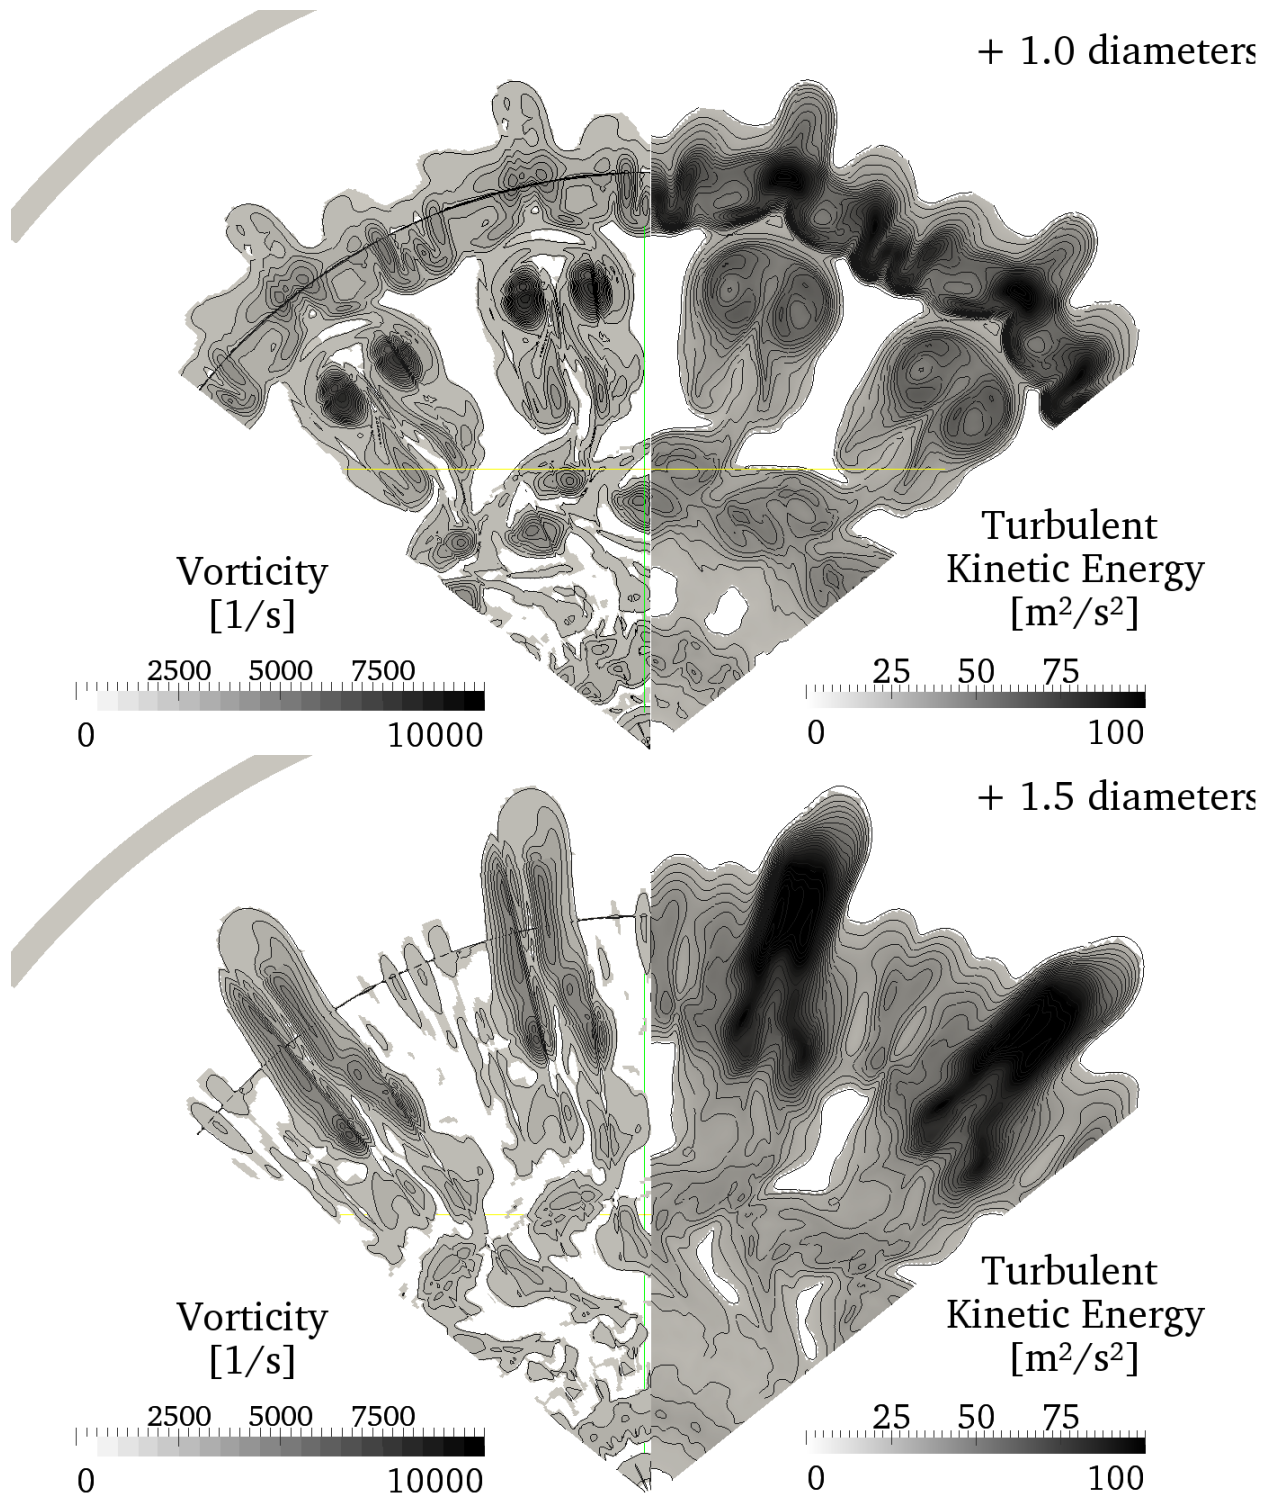 + 1.0 diameters
Vorticity
[1/s]
2500 5000 7500
0 10000
Turbulent
Kinetic Energy
[m²/s²]
25 50 75
0 100
+ 1.5 diameters
Vorticity
[1/s]
2500 5000 7500
0 10000
Turbulent
Kinetic Energy
[m²/s²]
25 50 75
0 100